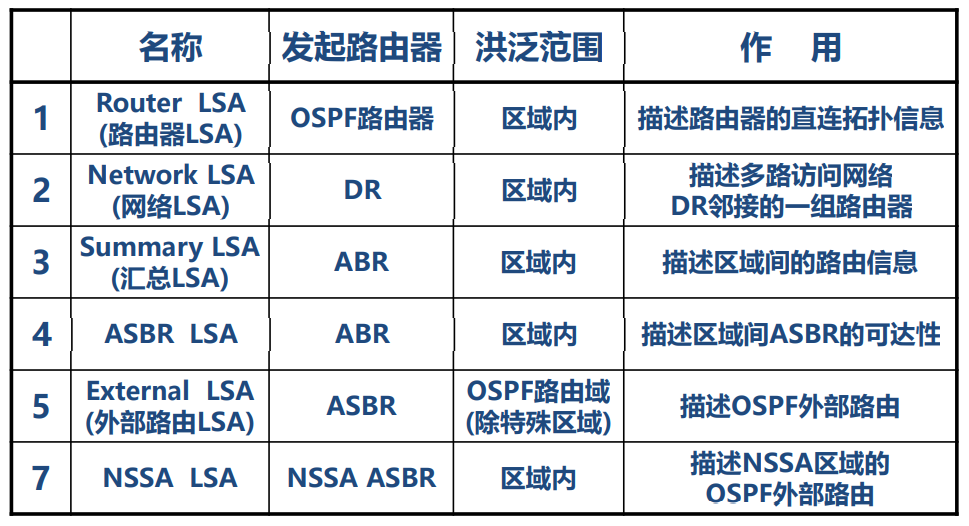 名称 发起路由器 洪泛范围 作 用
1 Router LSA (路由器LSA) OSPF路由器 区域内 描述路由器的直连拓扑信息
2 Network LSA (网络LSA) DR 区域内 描述多路访问网络 DR邻接的一组路由器
3 Summary LSA (汇总LSA) ABR 区域内 描述区域间的路由信息
4 ASBR LSA ABR 区域内 描述区域间ASBR的可达性
5 External LSA (外部路由LSA) ASBR OSPF路由域 (除特殊区域) 描述OSPF外部路由
7 NSSA LSA NSSA ASBR 区域内 描述NSSA区域的 OSPF外部路由